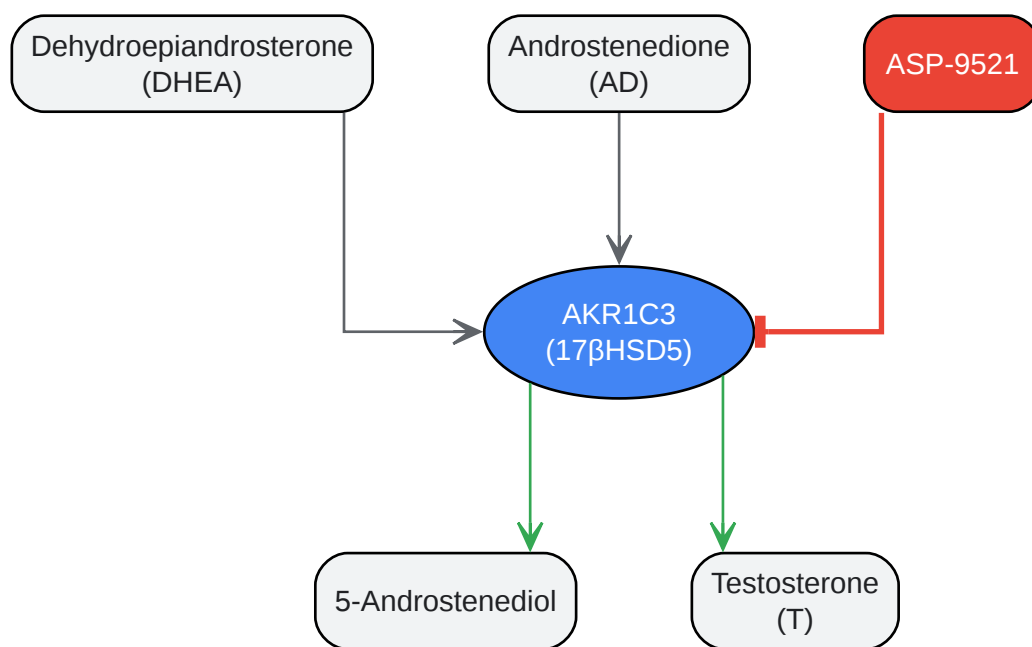 Dehydroepiandrosterone
(DHEA)
Androstenedione
(AD)
ASP-9521
AKR1C3
(17βHSD5)
5-Androstenediol
Testosterone
(T)